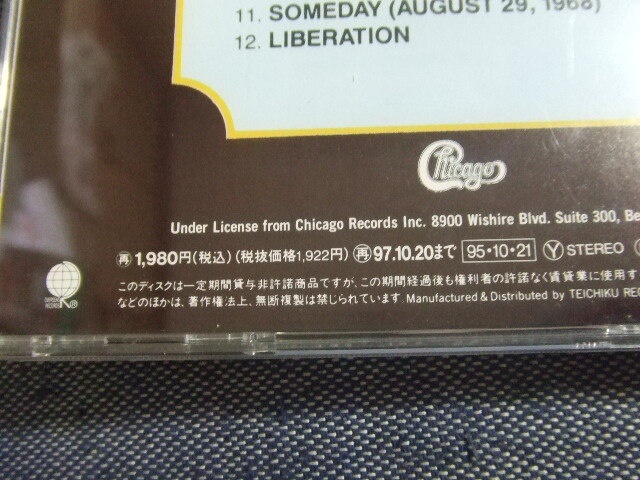 11. SOMEDAY (AUGUST 29, 1968)
12. LIBERATION
Chicago
Under License from Chicago Records Inc. 8900 Wishire Blvd. Suite 300, Be
再 1,980円(税込) (税抜価格1,922円) 再 97.10.20まで 95・10・21 Y STEREO
このディスクは一定期間貸与非許諾商品ですが、この期間経過後も権利者の許諾なく賃貸業に使用す
などのほかは、著作権法上、無断複製は禁じられています。Manufactured & Distributed by TEICHIKU REC